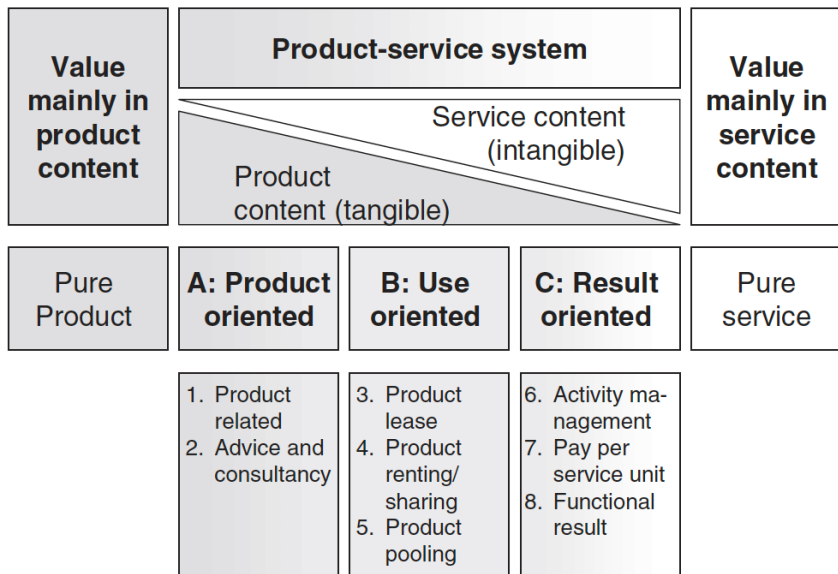 Value
mainly in
product
content
Product-service system
Service content
(intangible)
Product
content (tangible)
Value
mainly in
service
content
Pure
Product
A: Product
oriented
B: Use
oriented
C: Result
oriented
Pure
service
1. Product
related
2. Advice and
consultancy
3. Product
lease
4. Product
renting/
sharing
5. Product
pooling
6. Activity ma-
nagement
7. Pay per
service unit
8. Functional
result